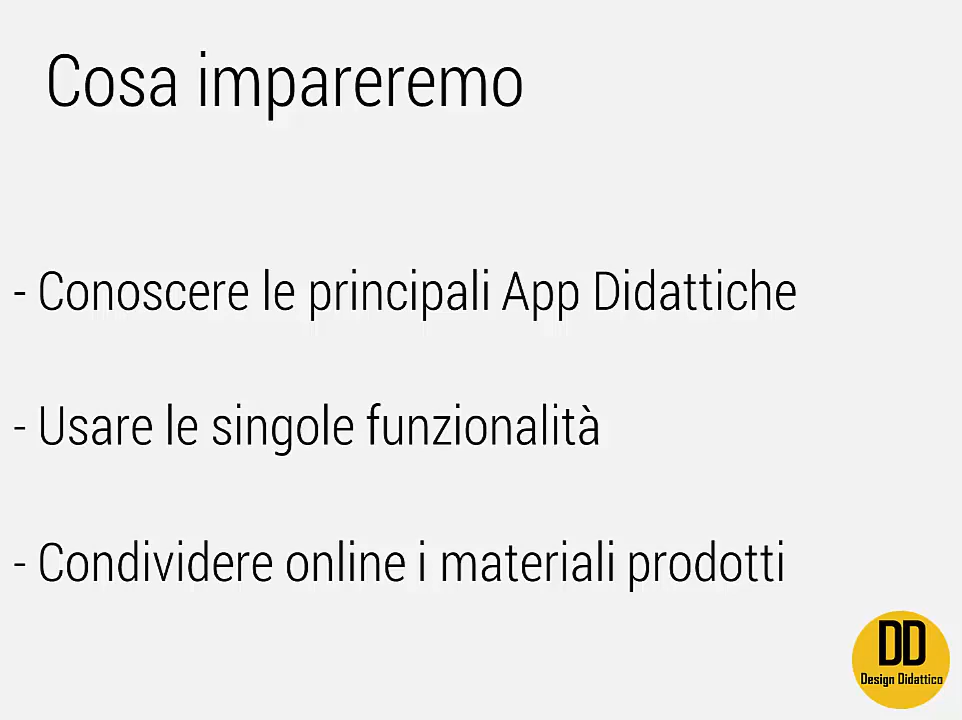 Cosa impareremo
- Conoscere le principali App Didattiche
- Usare le singole funzionalità
- Condividere online i materiali prodotti
DD
Design Didattico